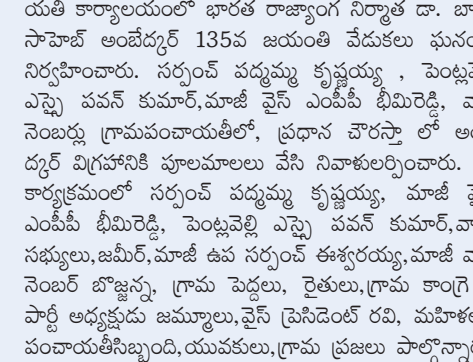 యతి కార్యాలయంలో భారత రాజ్యాంగ నిర్మాత డా. బా
సాహెబ్ అంబేద్కర్ 135వ జయంతి వేడుకలు ఘనం
నిర్వహించారు. సర్పంచ్ పద్మమ్మ కృష్ణయ్య , పెంట్లవె
ఎస్సై పవన్ కుమార్,మాజీ వైస్ ఎంపీపీ భీమిరెడ్డి,
నెంబర్లు గ్రామపంచాయతీలో, ప్రధాన చౌరస్తా లో అం
ద్కర్ విగ్రహానికి పూలమాలలు వేసి నివాళులర్పించారు.
కార్యక్రమంలో సర్పంచ్ పద్మమ్మ కృష్ణయ్య, మాజీ వై
ఎంపీపీ భీమిరెడ్డి, పెంట్లవెల్లి ఎస్సై పవన్ కుమార్,వా
సభ్యులు,జమీర్,మాజీ ఉప సర్పంచ్ ఈశ్వరయ్య,మాజీ వా
నెంబర్ బొజ్జన్న, గ్రామ పెద్దలు, రైతులు,గ్రామ కాంగ్రె
పార్టీ అధ్యక్షుడు జమ్మూలు,వైస్ ప్రెసిడెంట్ రవి, మహిళల
పంచాయతీసిబ్బంది,యువకులు,గ్రామ ప్రజలు పాల్గొన్నా